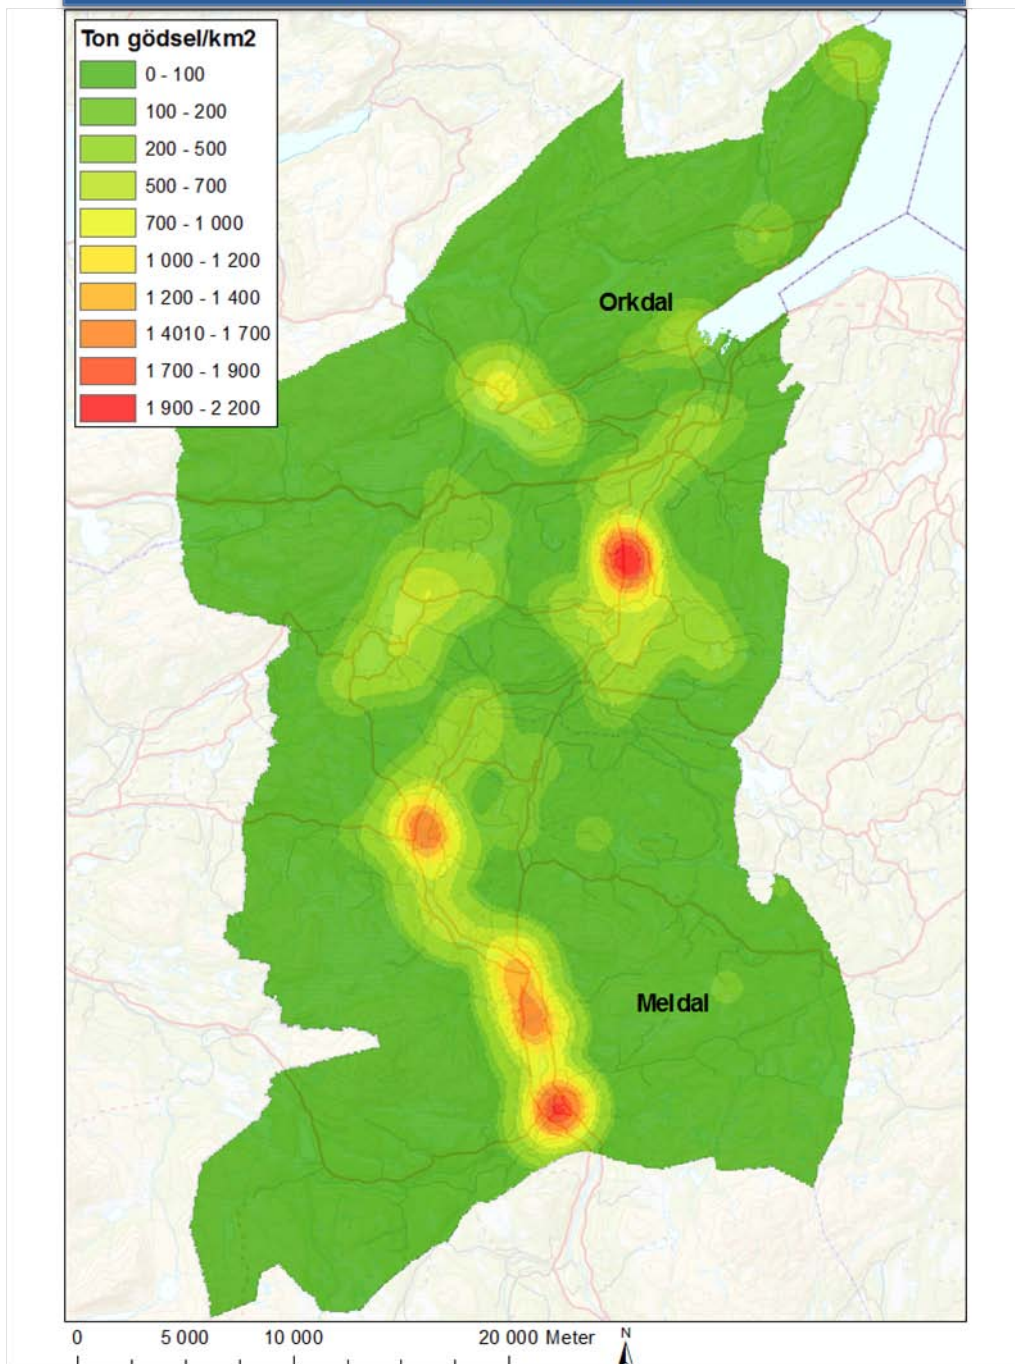 Ton gödsel/km2
0 - 100
100 - 200
200 - 500
500 - 700
700 - 1 000
1 000 - 1 200
1 200 - 1 400
1 4010 - 1 700
1 700 - 1 900
1 900 - 2 200
Orkdal
Meldal
0 5 000 10 000 20 000 Meter N